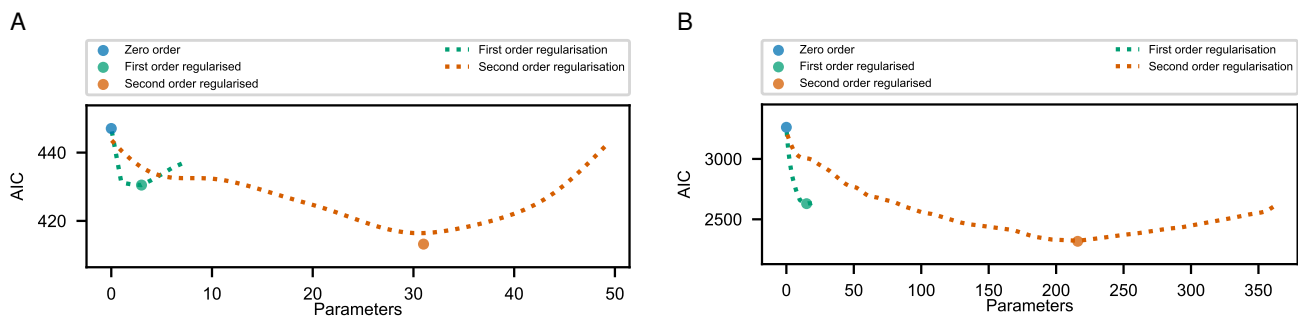 A
Zero order
First order regularised
Second order regularised
First order regularisation
Second order regularisation
AIC
440
420
0
10
20
30
40
50
Parameters
B
Zero order
First order regularised
Second order regularised
First order regularisation
Second order regularisation
AIC
3000
2500
0
50
100
150
200
250
300
350
Parameters